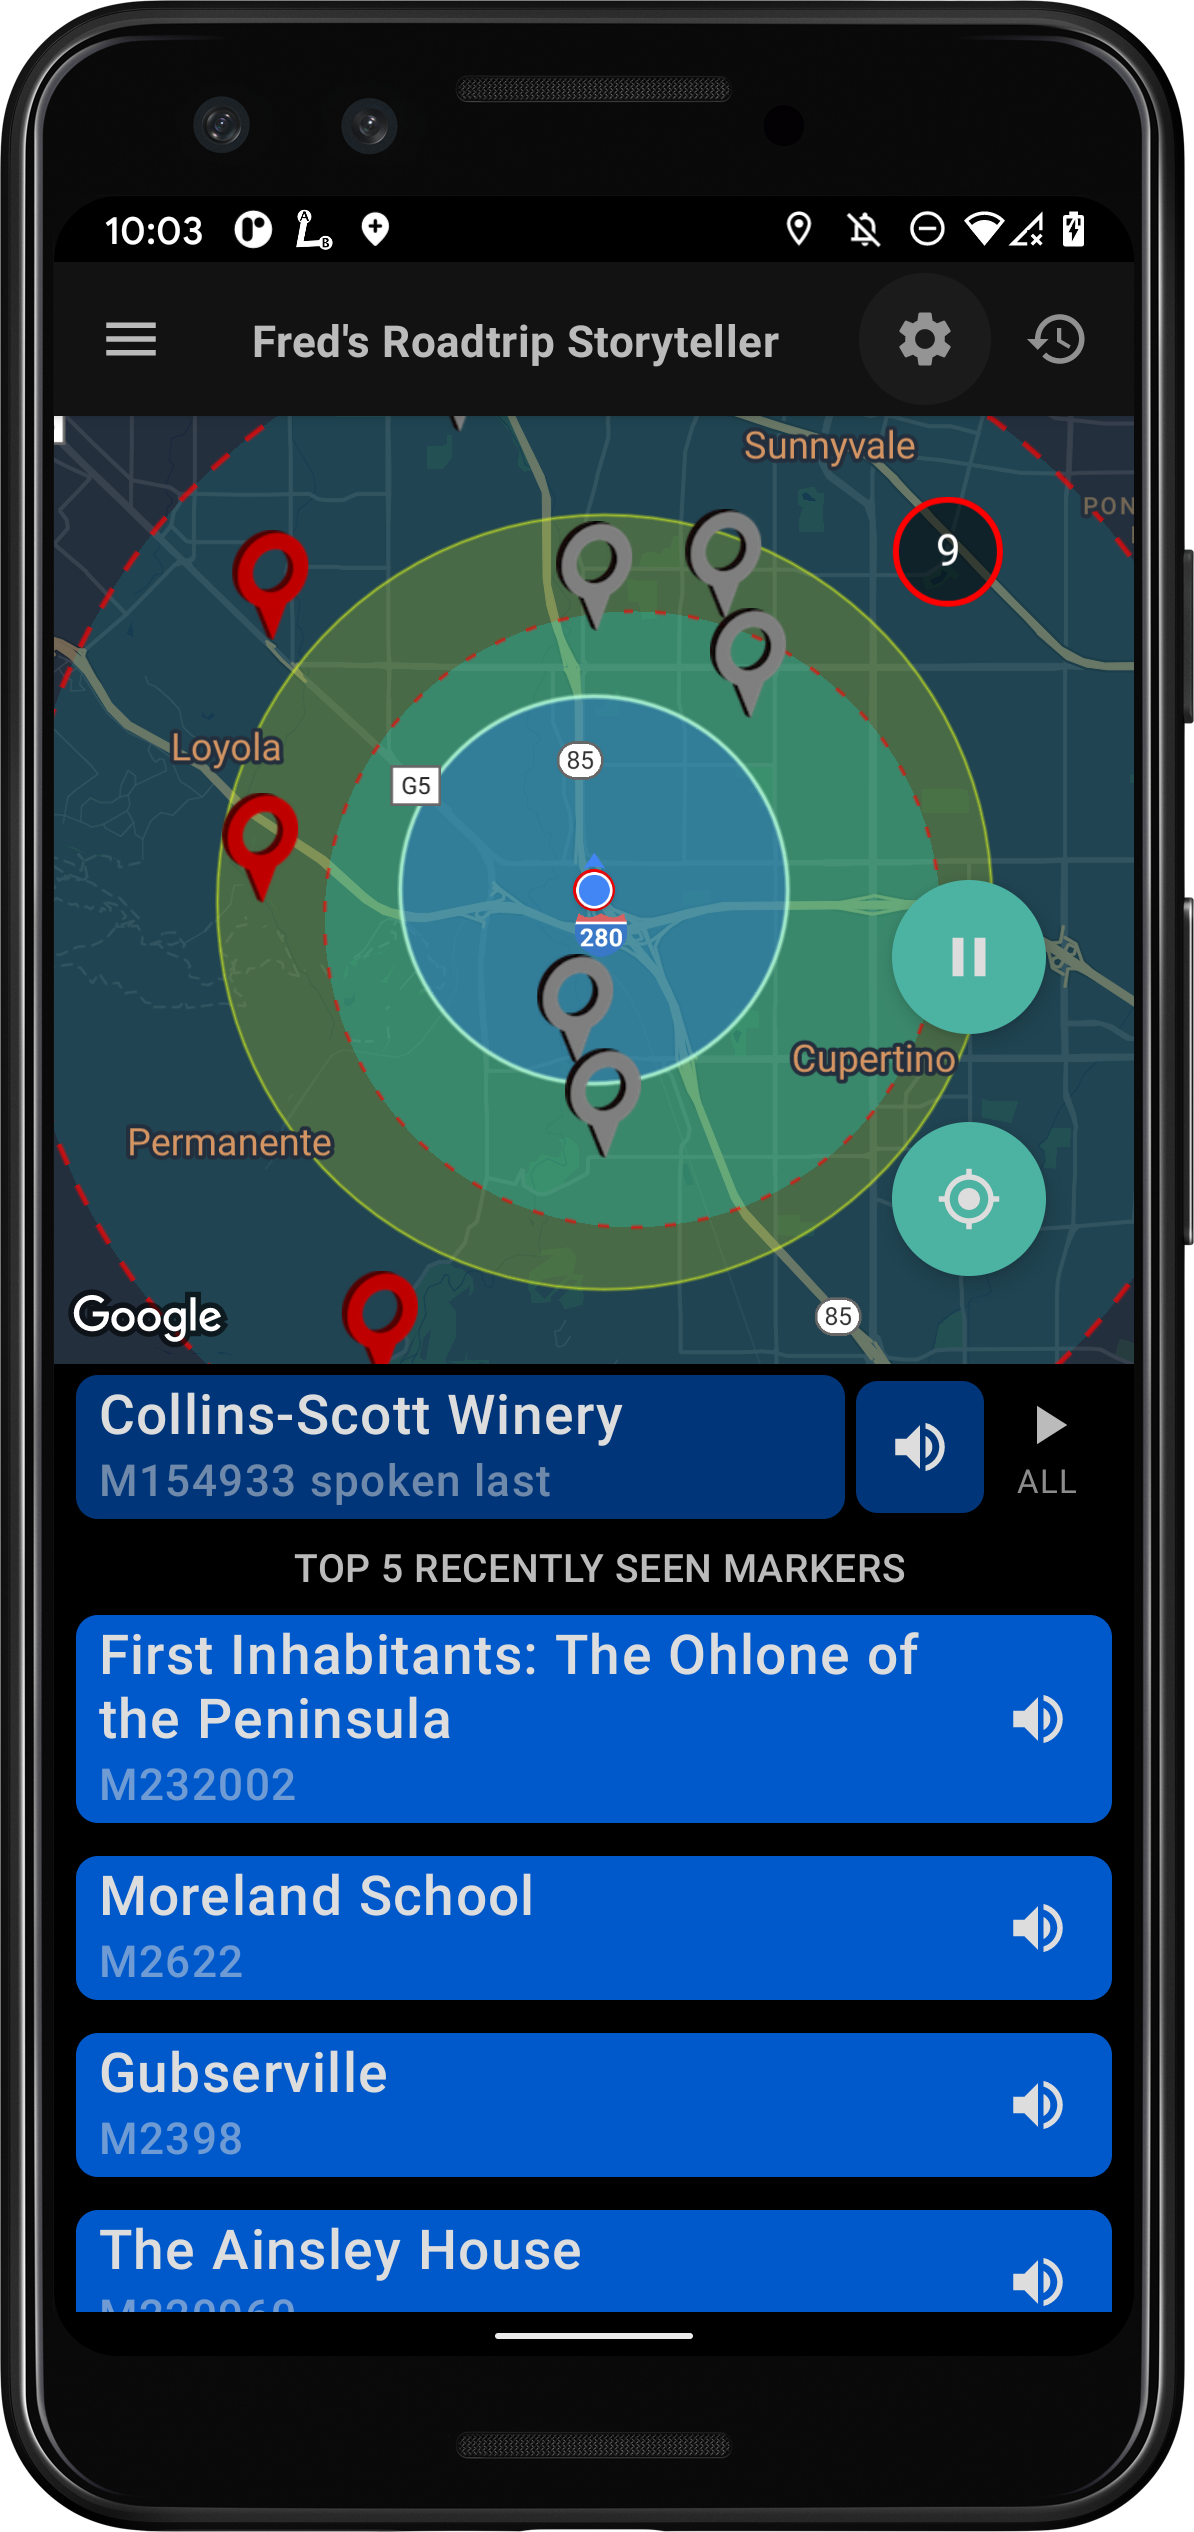 10:03
Fred's Roadtrip Storyteller
Sunnyvale
PON
9
Loyola
85
G5
280
Cupertino
Permanente
Google
85
Collins-Scott Winery
M154933 spoken last
ALL
TOP 5 RECENTLY SEEN MARKERS
First Inhabitants: The Ohlone of
the Peninsula
M232002
Moreland School
M2622
Gubserville
M2398
The Ainsley House